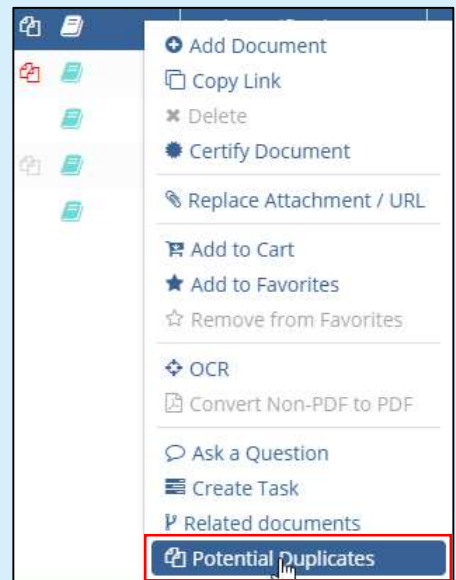 Add Document
Copy Link
Delete
Certify Document
Replace Attachment / URL
Add to Cart
Add to Favorites
Remove from Favorites
OCR
Convert Non-PDF to PDF
Ask a Question
Create Task
Related documents
Potential Duplicates